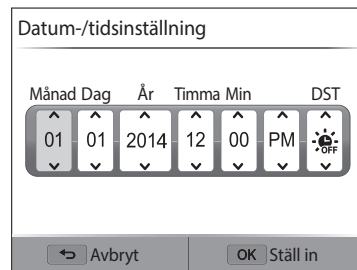 Datum-/tidsinställning
Månad Dag År Timma Min DST
01 01 2014 12 00 PM OFF
Avbryt OK Ställ in